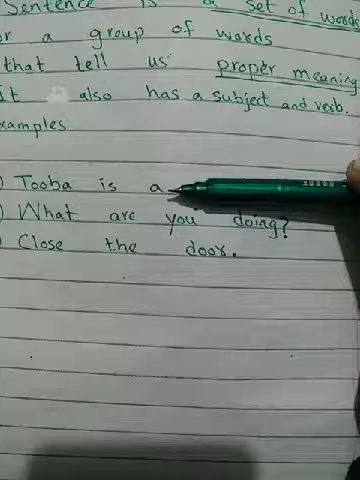 Sentence is a set of words
or a group of words
that tell us proper meaning
It also has a subject and verb.
xamples
) Tooba is a
) What are you doing?
) Close the door.